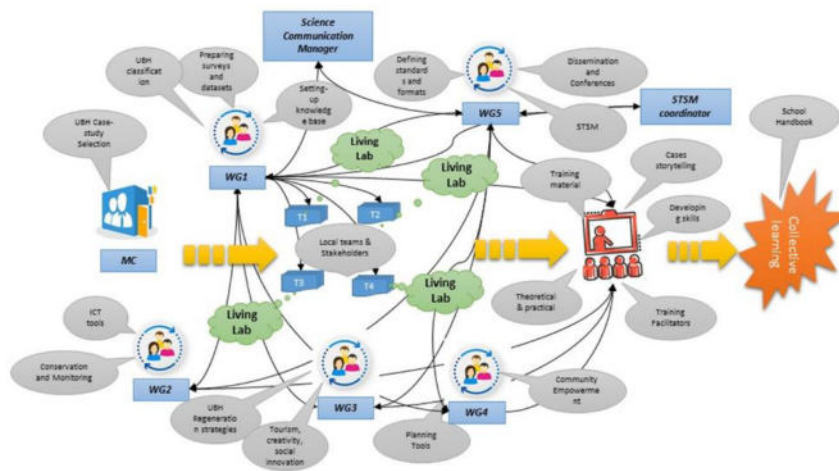 Science
Communication
Manager
UBH
classificat
ion
Preparing
surveys
and
datasets
Setting-
up
knowledg
e base
Defining
standard
s and
formats
Dissemination
and
Conferences
STSM
WG5
STSM
coordinator
School
Handbook
UBH Case-
study
Selection
MC
WG1
Living
Lab
Living
Lab
T1
T2
Local teams &
Stakeholders
T3
T4
Living
Lab
Living
Lab
Training
material
Cases
storytelling
Developin
g skills
Theoretical
& practical
Training
Facilitators
Collective
learning
ICT
tools
Conservation
and Monitoring
WG2
UBH
Regeneratio
n strategies
Tourism,
creativity,
social
innovation
WG3
Planning
Tools
WG4
Community
Empowerme
nt